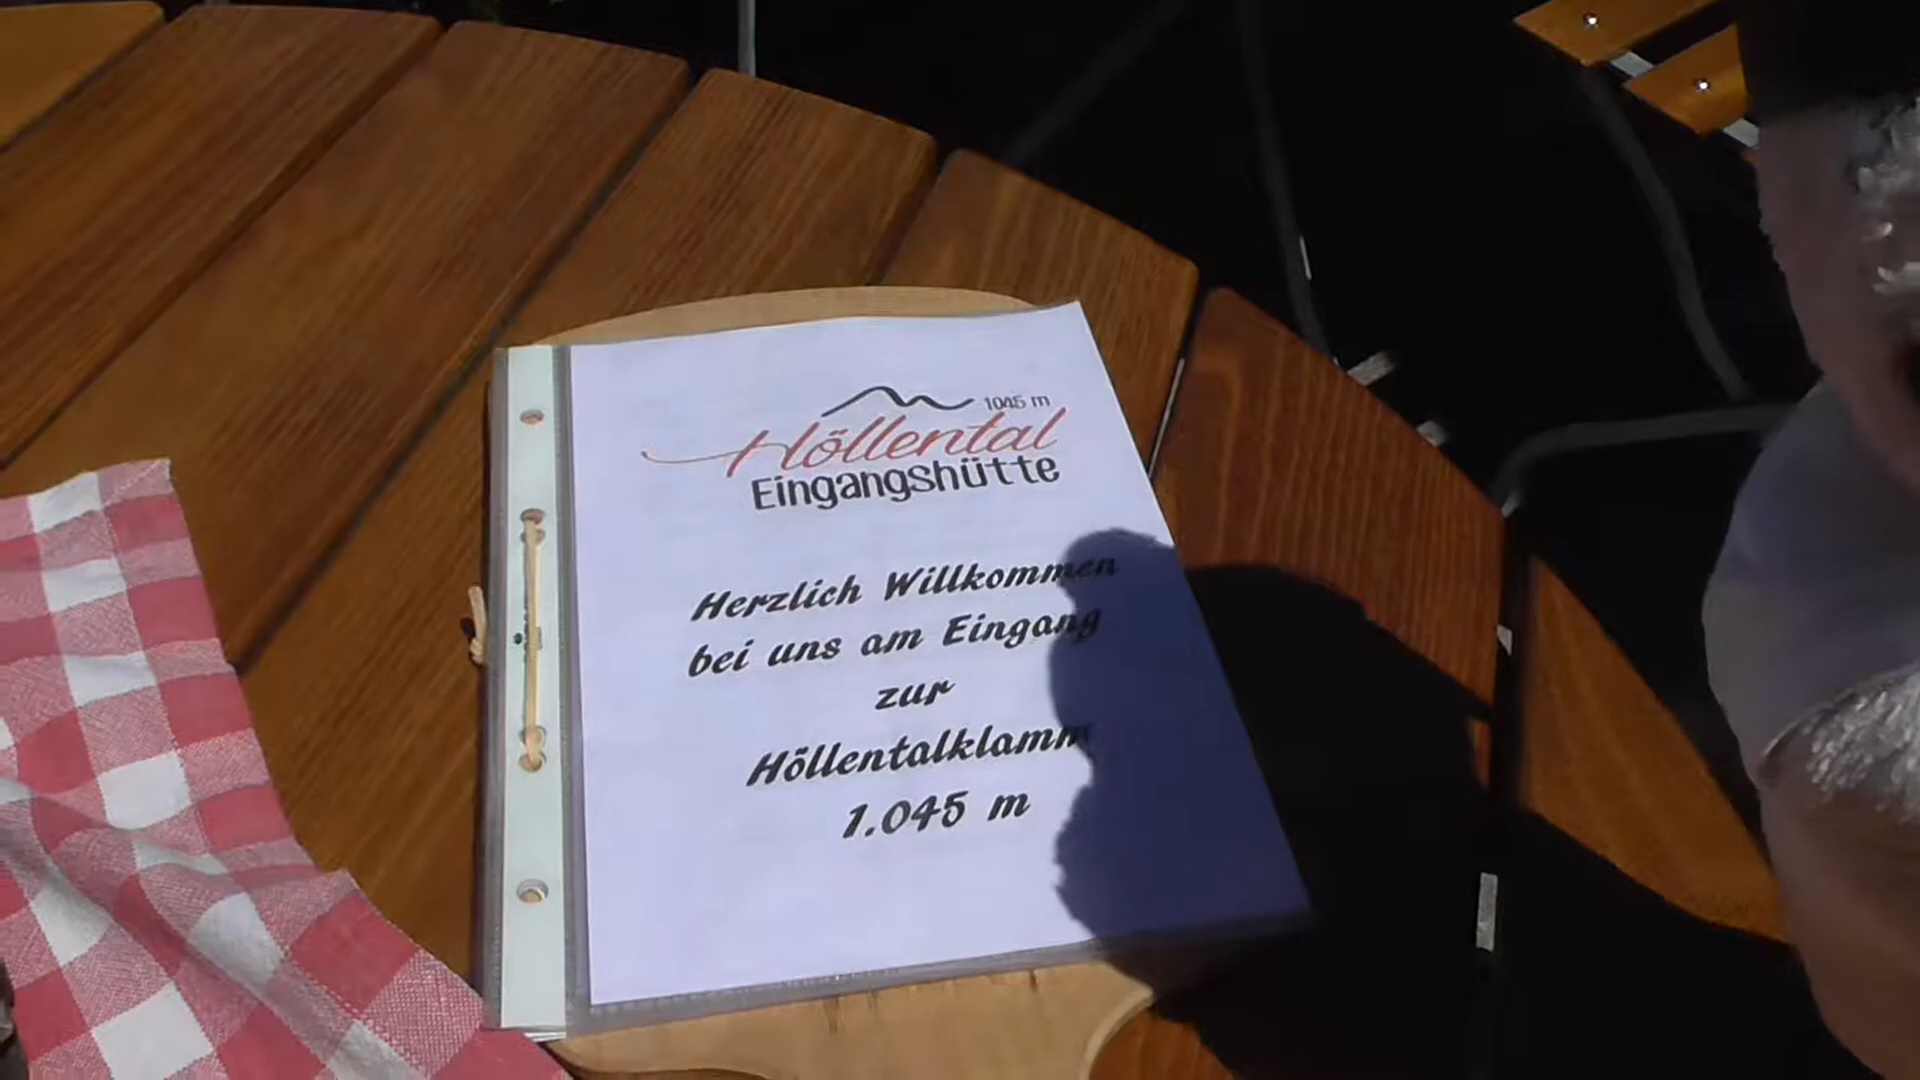 1045 m
Höllental
Eingangshütte
Herzlich Willkommen
bei uns am Eingang
zur
Höllentalklamm
1.045 m